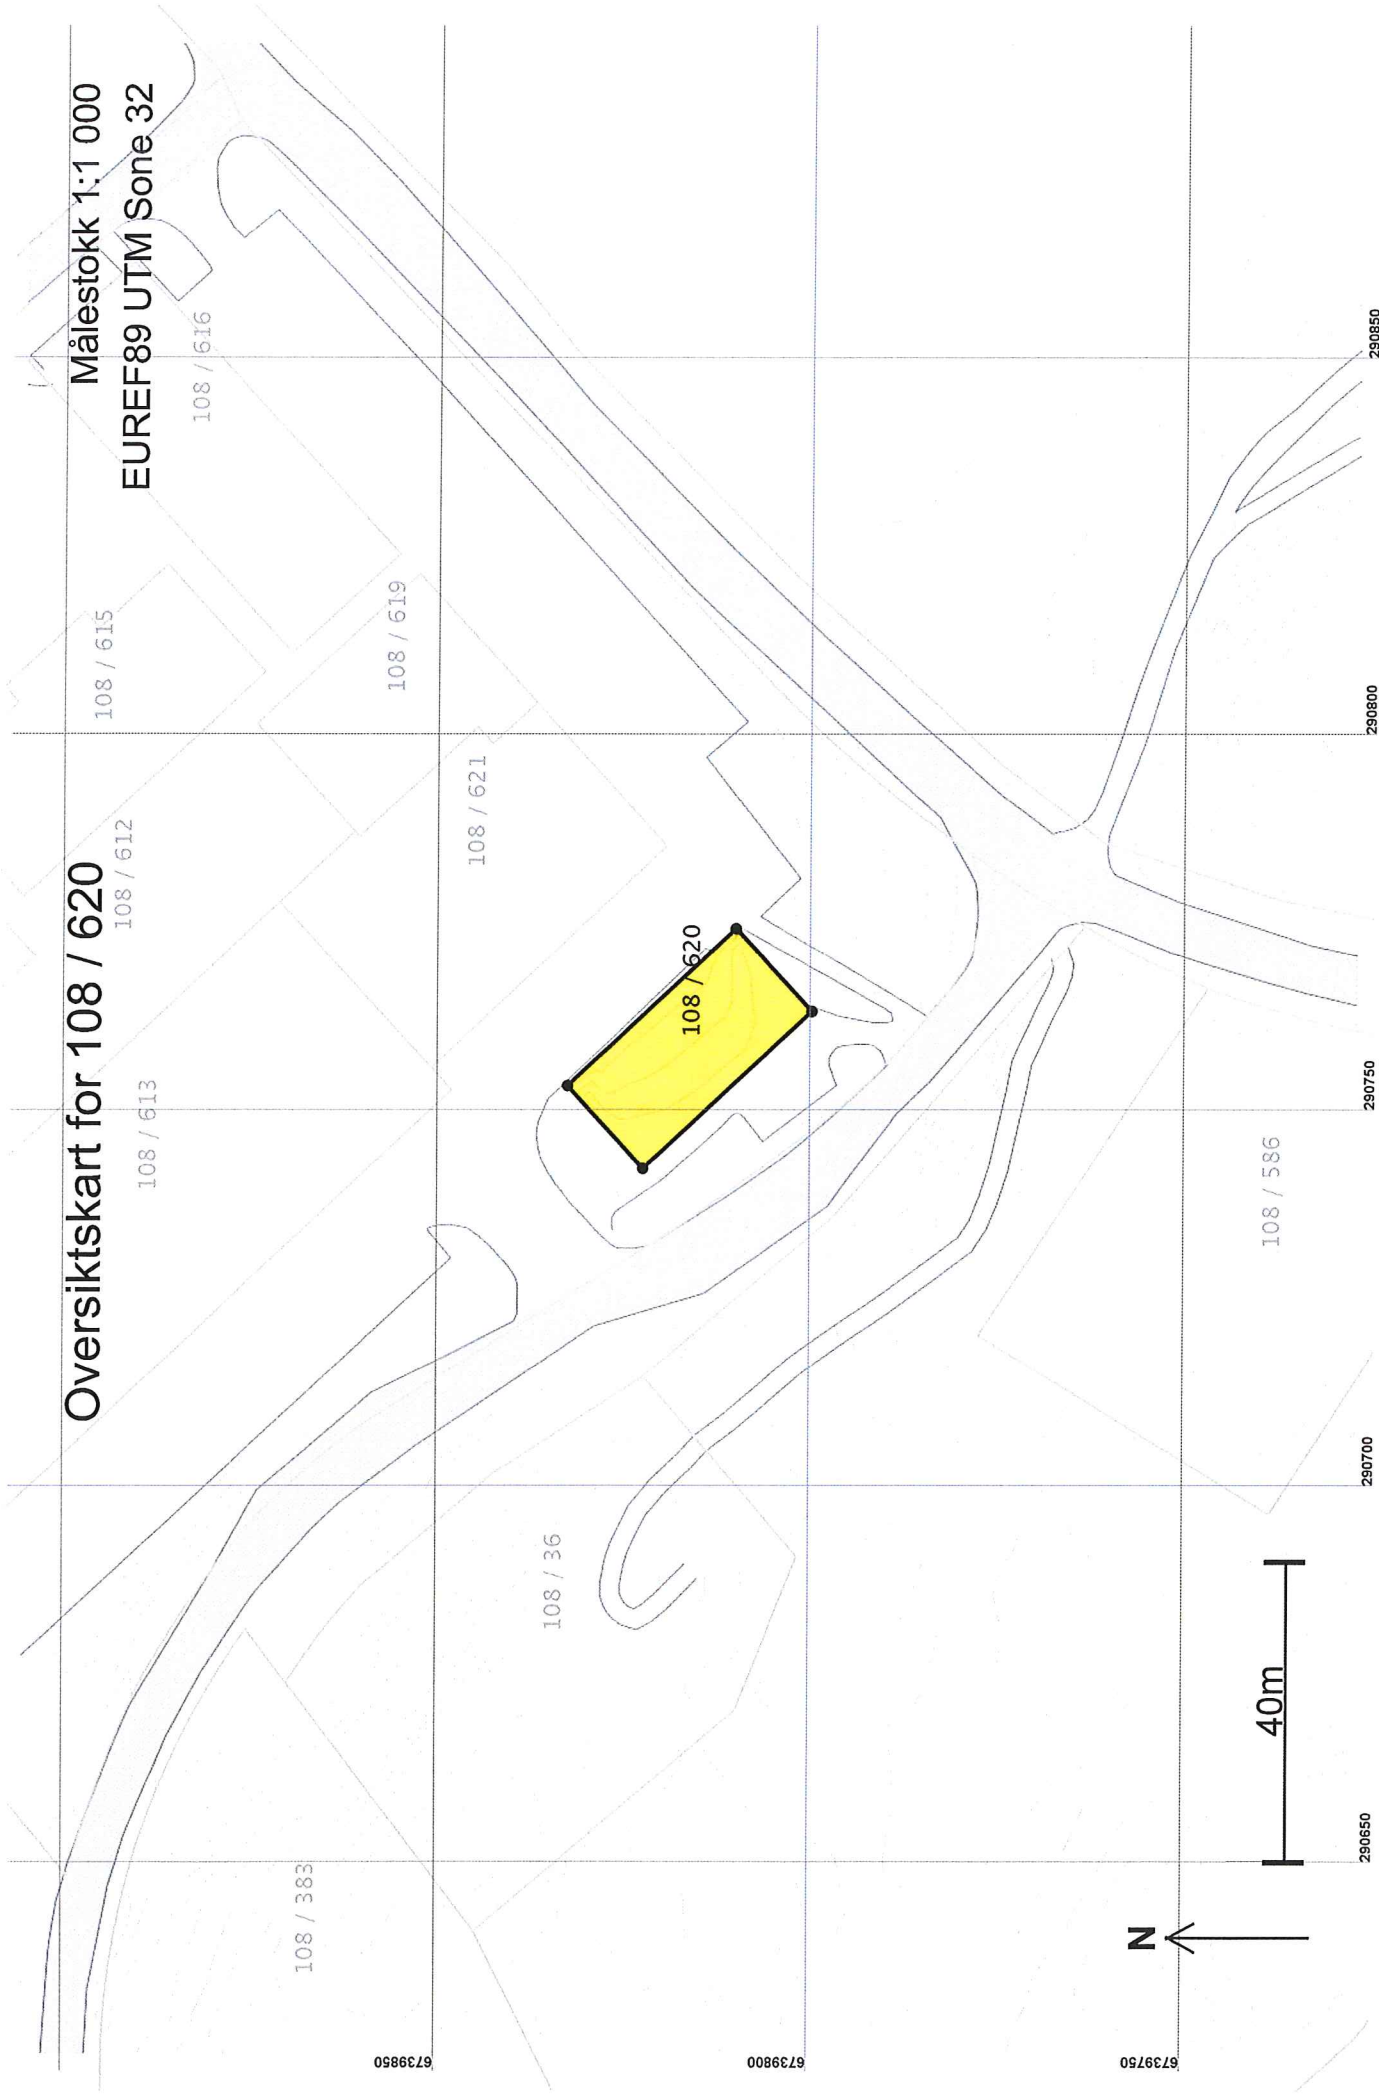 Oversiktskart for 108 / 620
Målestokk 1:1 000
EUREF89 UTM Sone 32
108 / 616
108 / 615
108 / 612
108 / 613
108 / 619
108 / 621
108 / 620
108 / 36
108 / 383
108 / 586
6739850
6739800
6739750
N
40m
290650
290700
290750
290800
290850